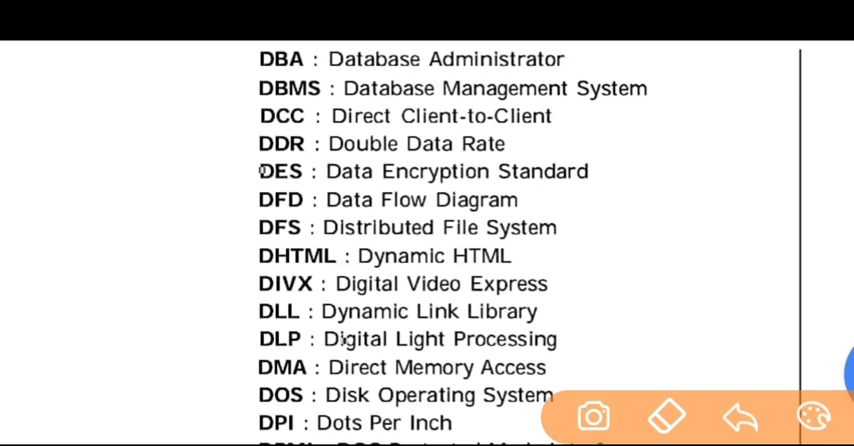 DBA : Database Administrator
DBMS : Database Management System
DCC : Direct Client-to-Client
DDR : Double Data Rate
DES : Data Encryption Standard
DFD : Data Flow Diagram
DFS : Distributed File System
DHTML : Dynamic HTML
DIVX : Digital Video Express
DLL : Dynamic Link Library
DLP : Digital Light Processing
DMA : Direct Memory Access
DOS : Disk Operating System
DPI : Dots Per Inch